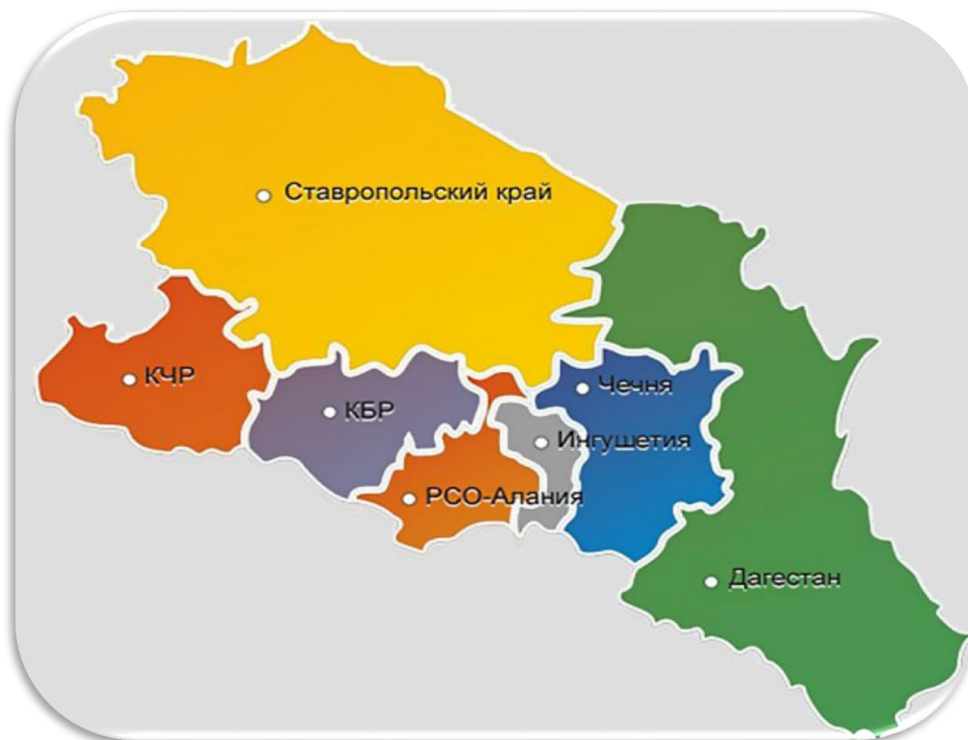 Ставропольский край
КЧР
КБР
Чечня
Ингушетия
РСО-Алания
Дагестан